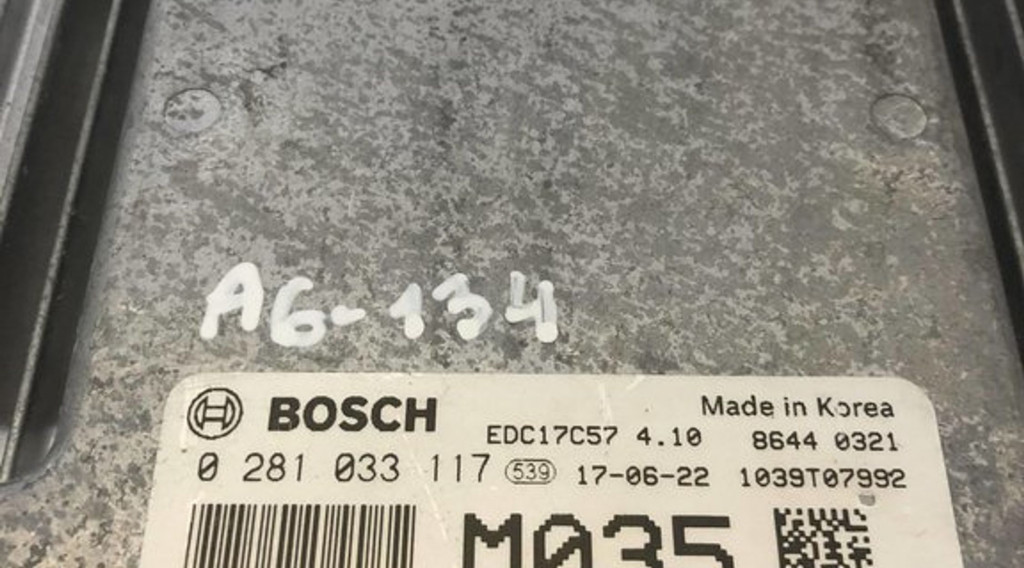 A6-134
BOSCH
Made in Korea
EDC17C57 4.10 8644 0321
0 281 033 117 539 17-06-22 1039T07992
M035